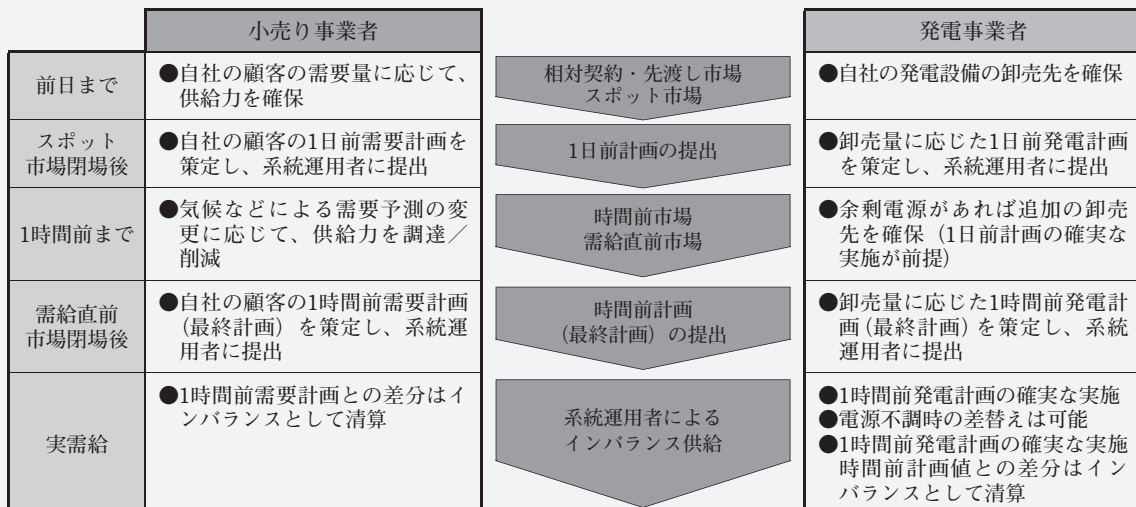 小売り事業者
発電事業者
前日まで
●自社の顧客の需要量に応じて、
供給力を確保
相対契約・先渡し市場
スポット市場
●自社の発電設備の卸売先を確保
スポット
市場閉場後
●自社の顧客の1日前需要計画を
策定し、系統運用者に提出
1日前計画の提出
●卸売量に応じた1日前発電計画
を策定し、系統運用者に提出
1時間前まで
●気候などによる需要予測の変
更に応じて、供給力を調達／
削減
時間前市場
需給直前市場
●余剰電源があれば追加の卸売
先を確保（1日前計画の確実な
実施が前提）
需給直前
市場閉場後
●自社の顧客の1時間前需要計画
（最終計画）を策定し、系統運
用者に提出
時間前計画
（最終計画）の提出
●卸売量に応じた1時間前発電計
画（最終計画）を策定し、系統
運用者に提出
実需給
●1時間前需要計画との差分はイ
ンバランスとして清算
系統運用者による
インバランス供給
●1時間前発電計画の確実な実施
●電源不調時の差替えは可能
●1時間前発電計画の確実な実施
時間前計画値との差分はイン
バランスとして清算